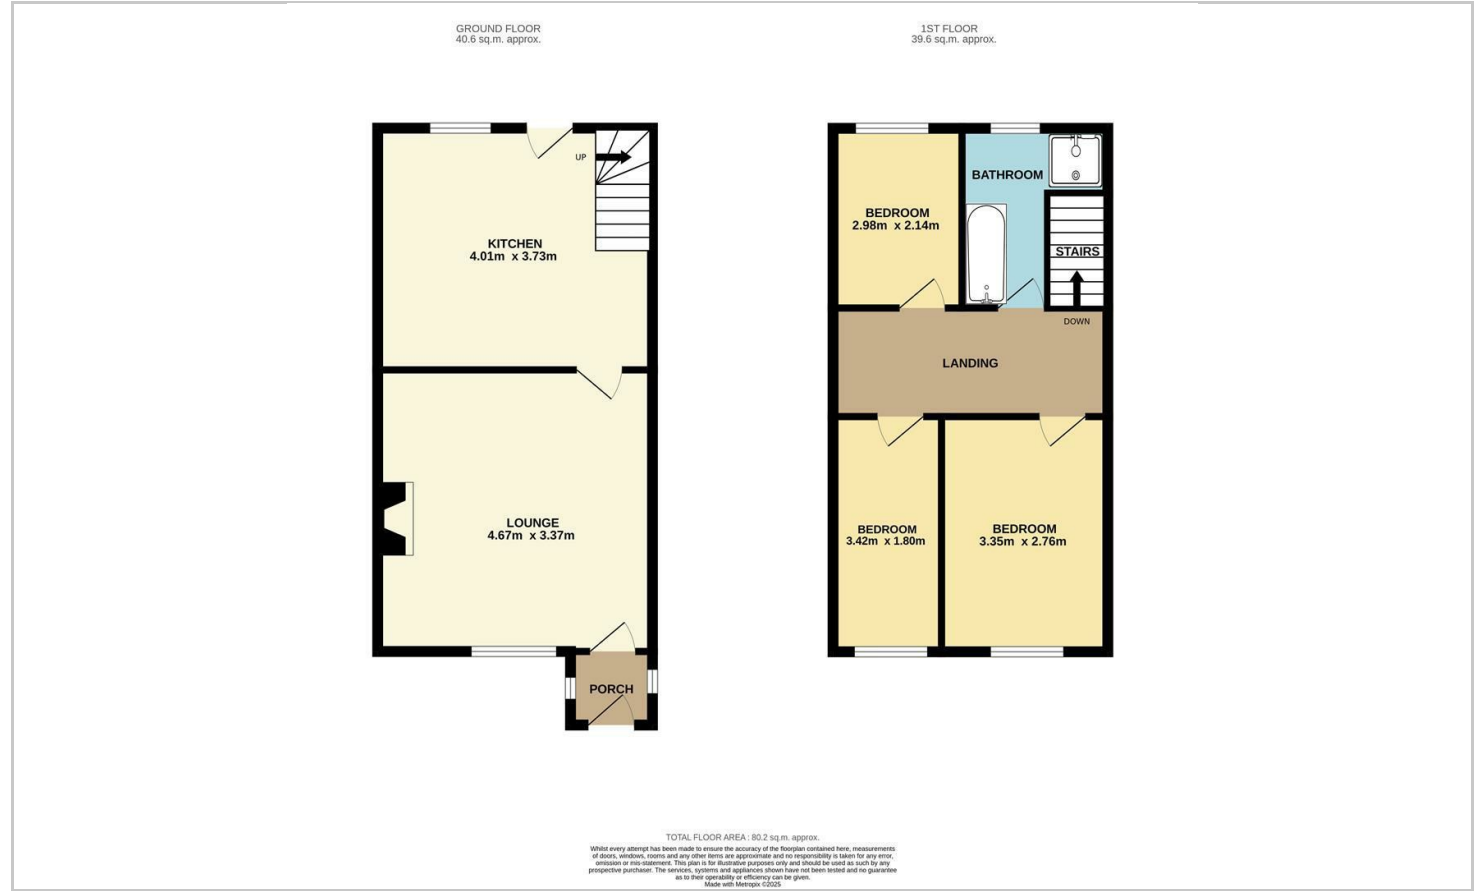 GROUND FLOOR
40.6 sq.m. approx.
1ST FLOOR
39.6 sq.m. approx.
UP
KITCHEN
4.01m x 3.73m
LOUNGE
4.67m x 3.37m
PORCH
BATHROOM
BEDROOM
2.98m x 2.14m
STAIRS
DOWN
LANDING
BEDROOM
3.42m x 1.80m
BEDROOM
3.35m x 2.76m
TOTAL FLOOR AREA : 80.2 sq.m. approx.
Whilst every attempt has been made to ensure the accuracy of the floorplan contained here, measurements
of doors, windows, rooms and any other items are approximate and no responsibility is taken for any error,
omission or mis-statement. This plan is for illustrative purposes only and should be used as such by any
prospective purchaser. The services, systems and appliances shown have not been tested and no guarantee
as to their operability or efficiency can be given.
Made with Metropix ©2025